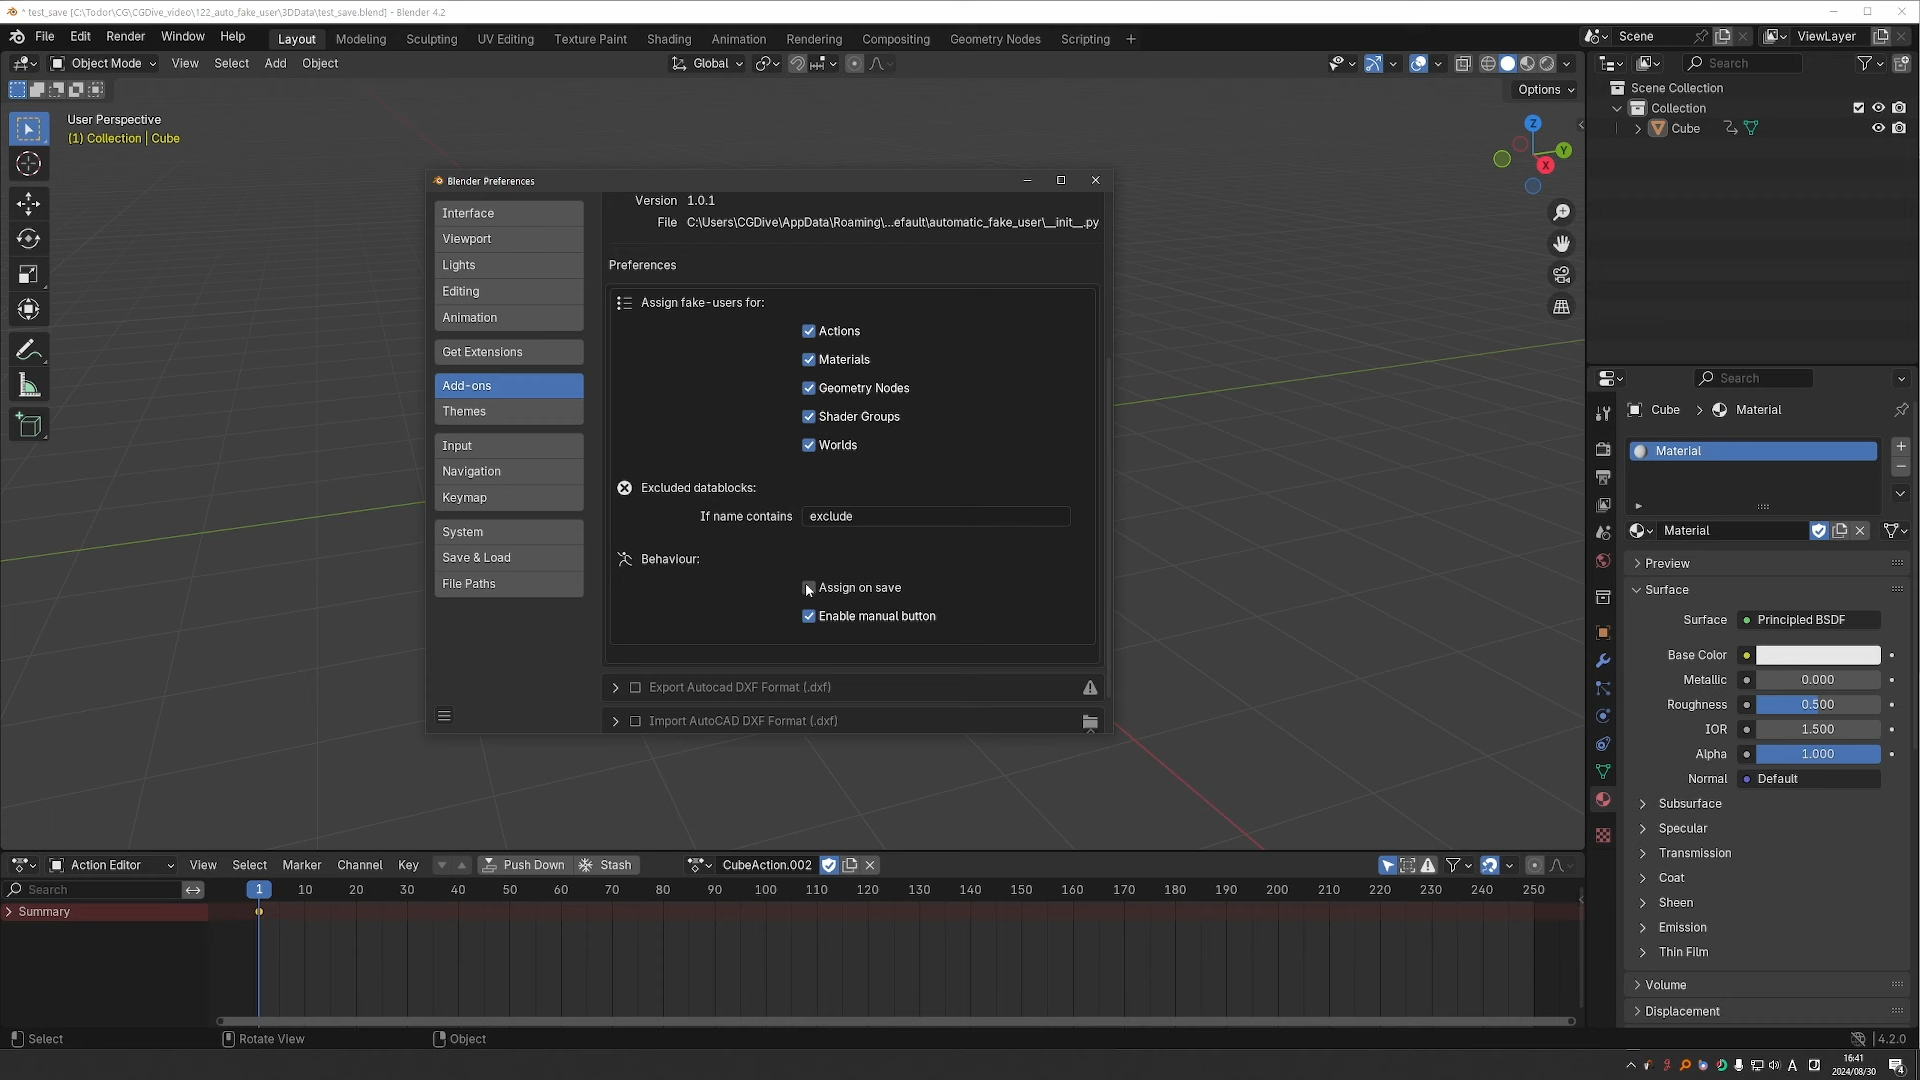 * test_save [C:\Todor\CG\CGDive_video\122_auto_fake_user\3DData\test_save.blend] - Blender 4.2
File Edit Render Window Help Layout Modeling Sculpting UV Editing Texture Paint Shading Animation Rendering Compositing Geometry Nodes Scripting + Scene ViewLayer
Object Mode View Select Add Object Global Search
Options
User Perspective
(1) Collection | Cube
Z
Y
X
Scene Collection
Collection
Cube
Blender Preferences
Interface
Viewport
Lights
Editing
Animation
Get Extensions
Add-ons
Themes
Input
Navigation
Keymap
System
Save & Load
File Paths
Version 1.0.1
File C:\Users\CGDive\AppData\Roaming\...efault\automatic_fake_user\__init__.py
Preferences
Assign fake-users for:
Actions
Materials
Geometry Nodes
Shader Groups
Worlds
Excluded datablocks:
If name contains exclude
Behaviour:
Assign on save
Enable manual button
Export Autocad DXF Format (.dxf)
Import AutoCAD DXF Format (.dxf)
Search
Cube > Material
Material
Material
Preview
Surface
Surface Principled BSDF
Base Color
Metallic 0.000
Roughness 0.500
IOR 1.500
Alpha 1.000
Normal Default
Subsurface
Specular
Transmission
Coat
Sheen
Emission
Thin Film
Volume
Displacement
Action Editor View Select Marker Channel Key Push Down Stash CubeAction.002
Search 1 10 20 30 40 50 60 70 80 90 100 110 120 130 140 150 160 170 180 190 200 210 220 230 240 250
Summary
Select Rotate View Object 4.2.0
A 16:41
2024/08/30 4